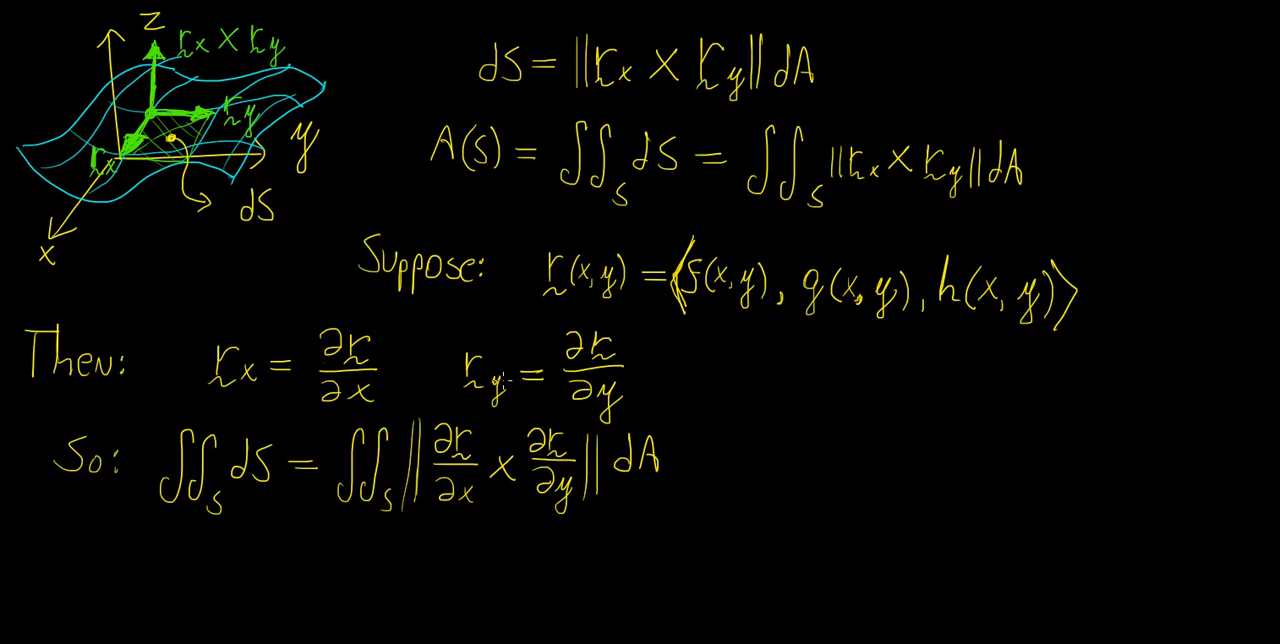 z
r_x × r_y
r_y
y
r_x
dS
x
dS = ||r_x × r_y|| dA
A(S) = ∬_S dS = ∬_S ||r_x × r_y|| dA
Suppose: r(x,y) = ⟨f(x,y), g(x,y), h(x,y)⟩
Then: r_x = ∂r/∂x r_y = ∂r/∂y
So: ∬_S dS = ∬_S ||∂r/∂x × ∂r/∂y|| dA